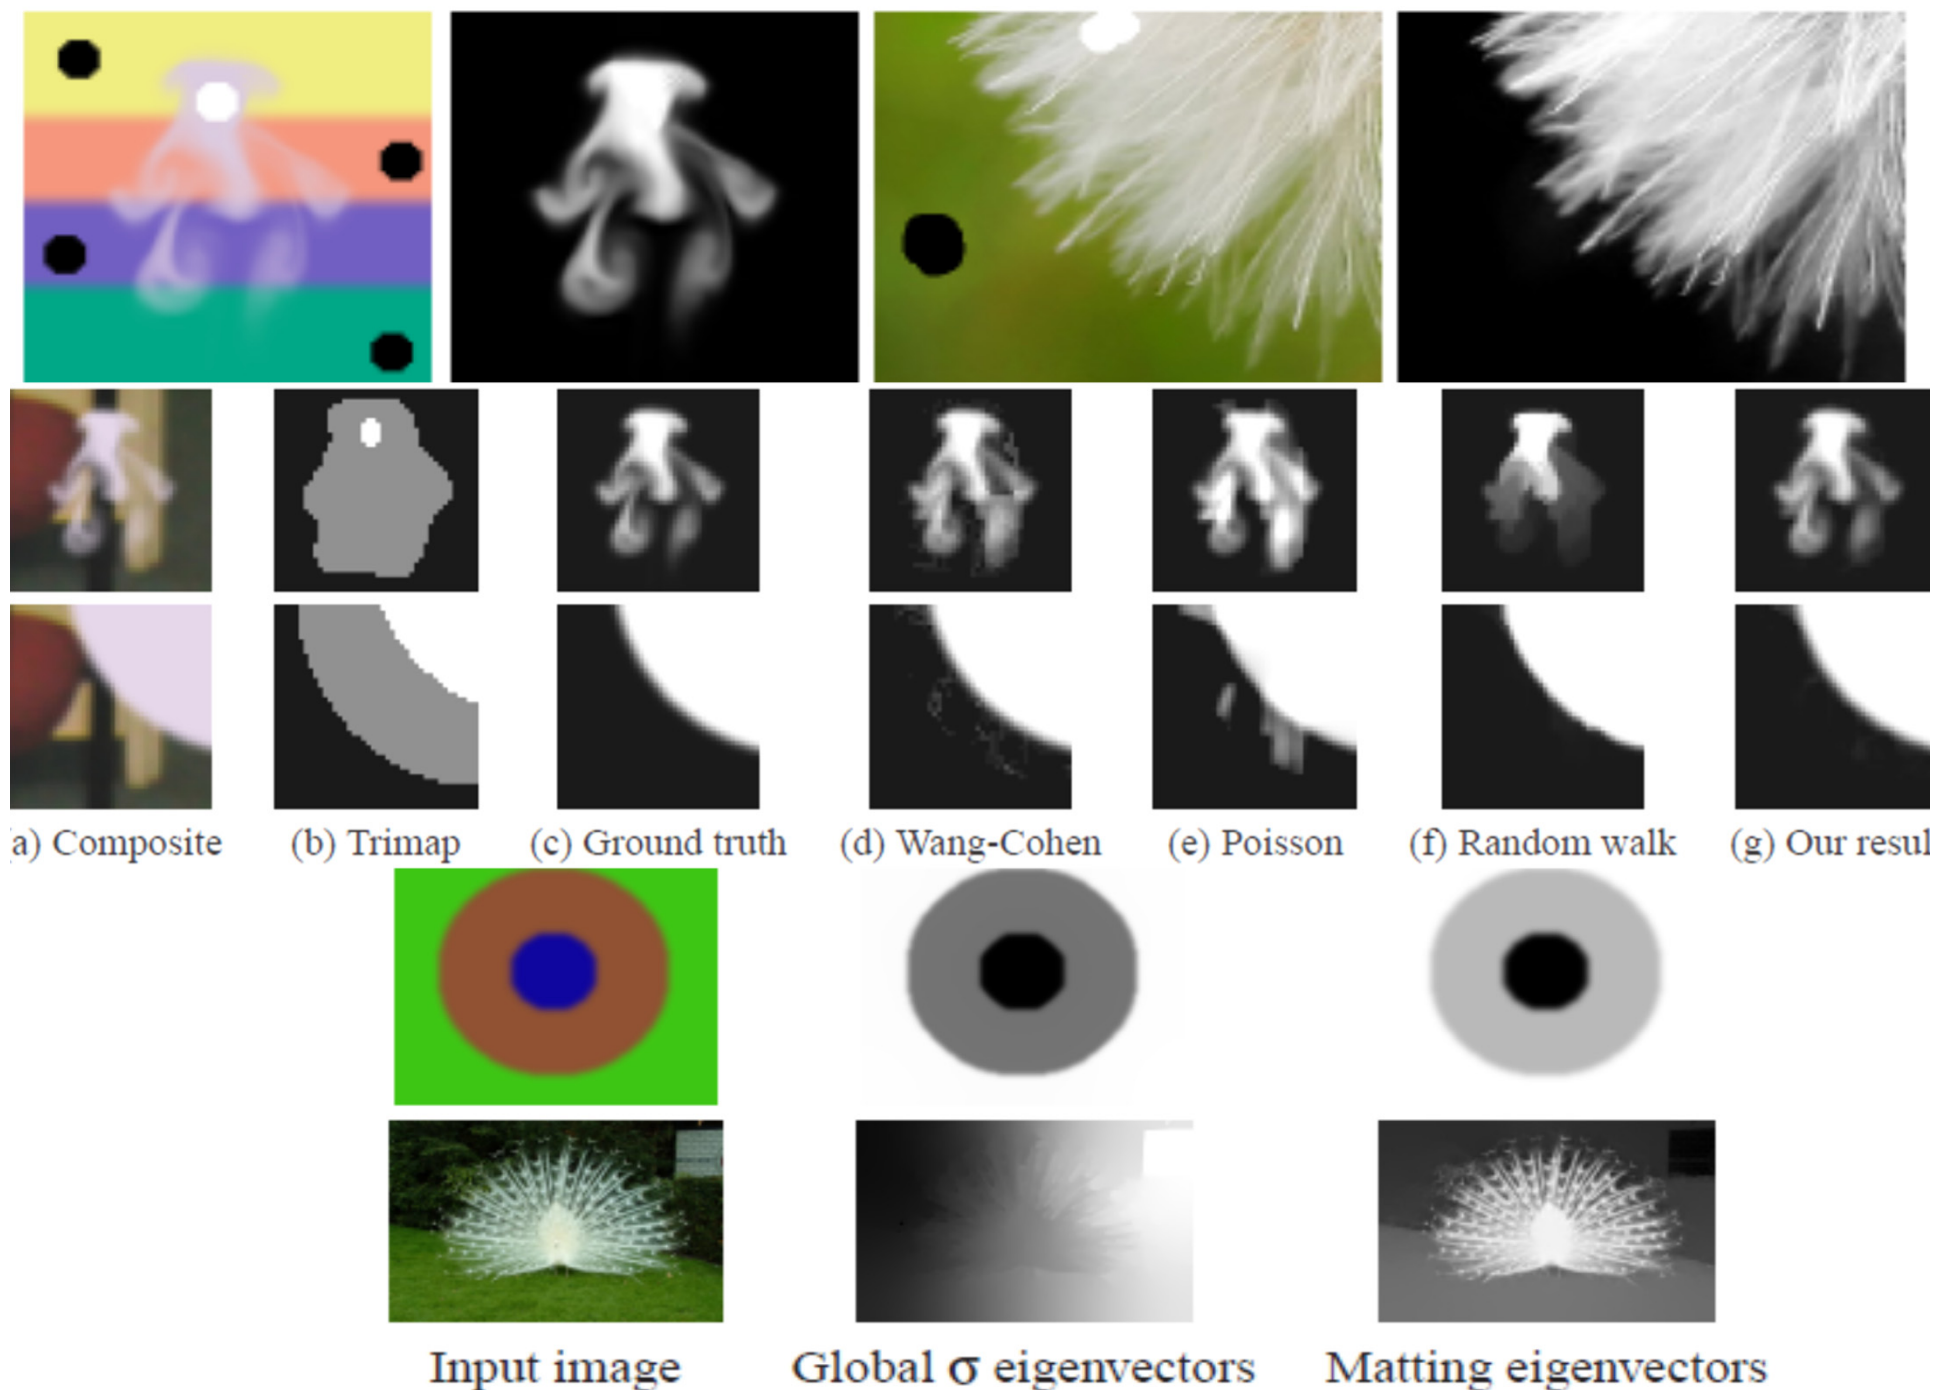 a) Composite (b) Trimap (c) Ground truth (d) Wang-Cohen (e) Poisson (f) Random walk (g) Our resul
Input image Global σ eigenvectors Matting eigenvectors